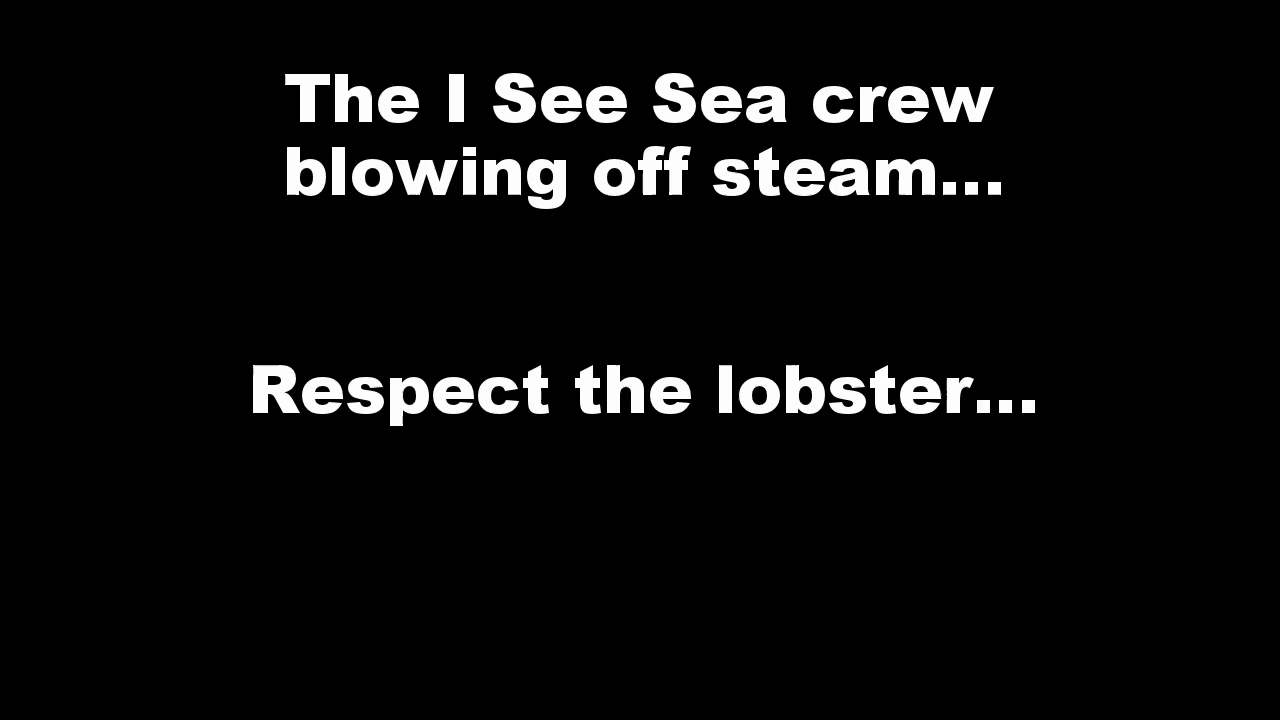 The I See Sea crew
blowing off steam...
Respect the lobster...